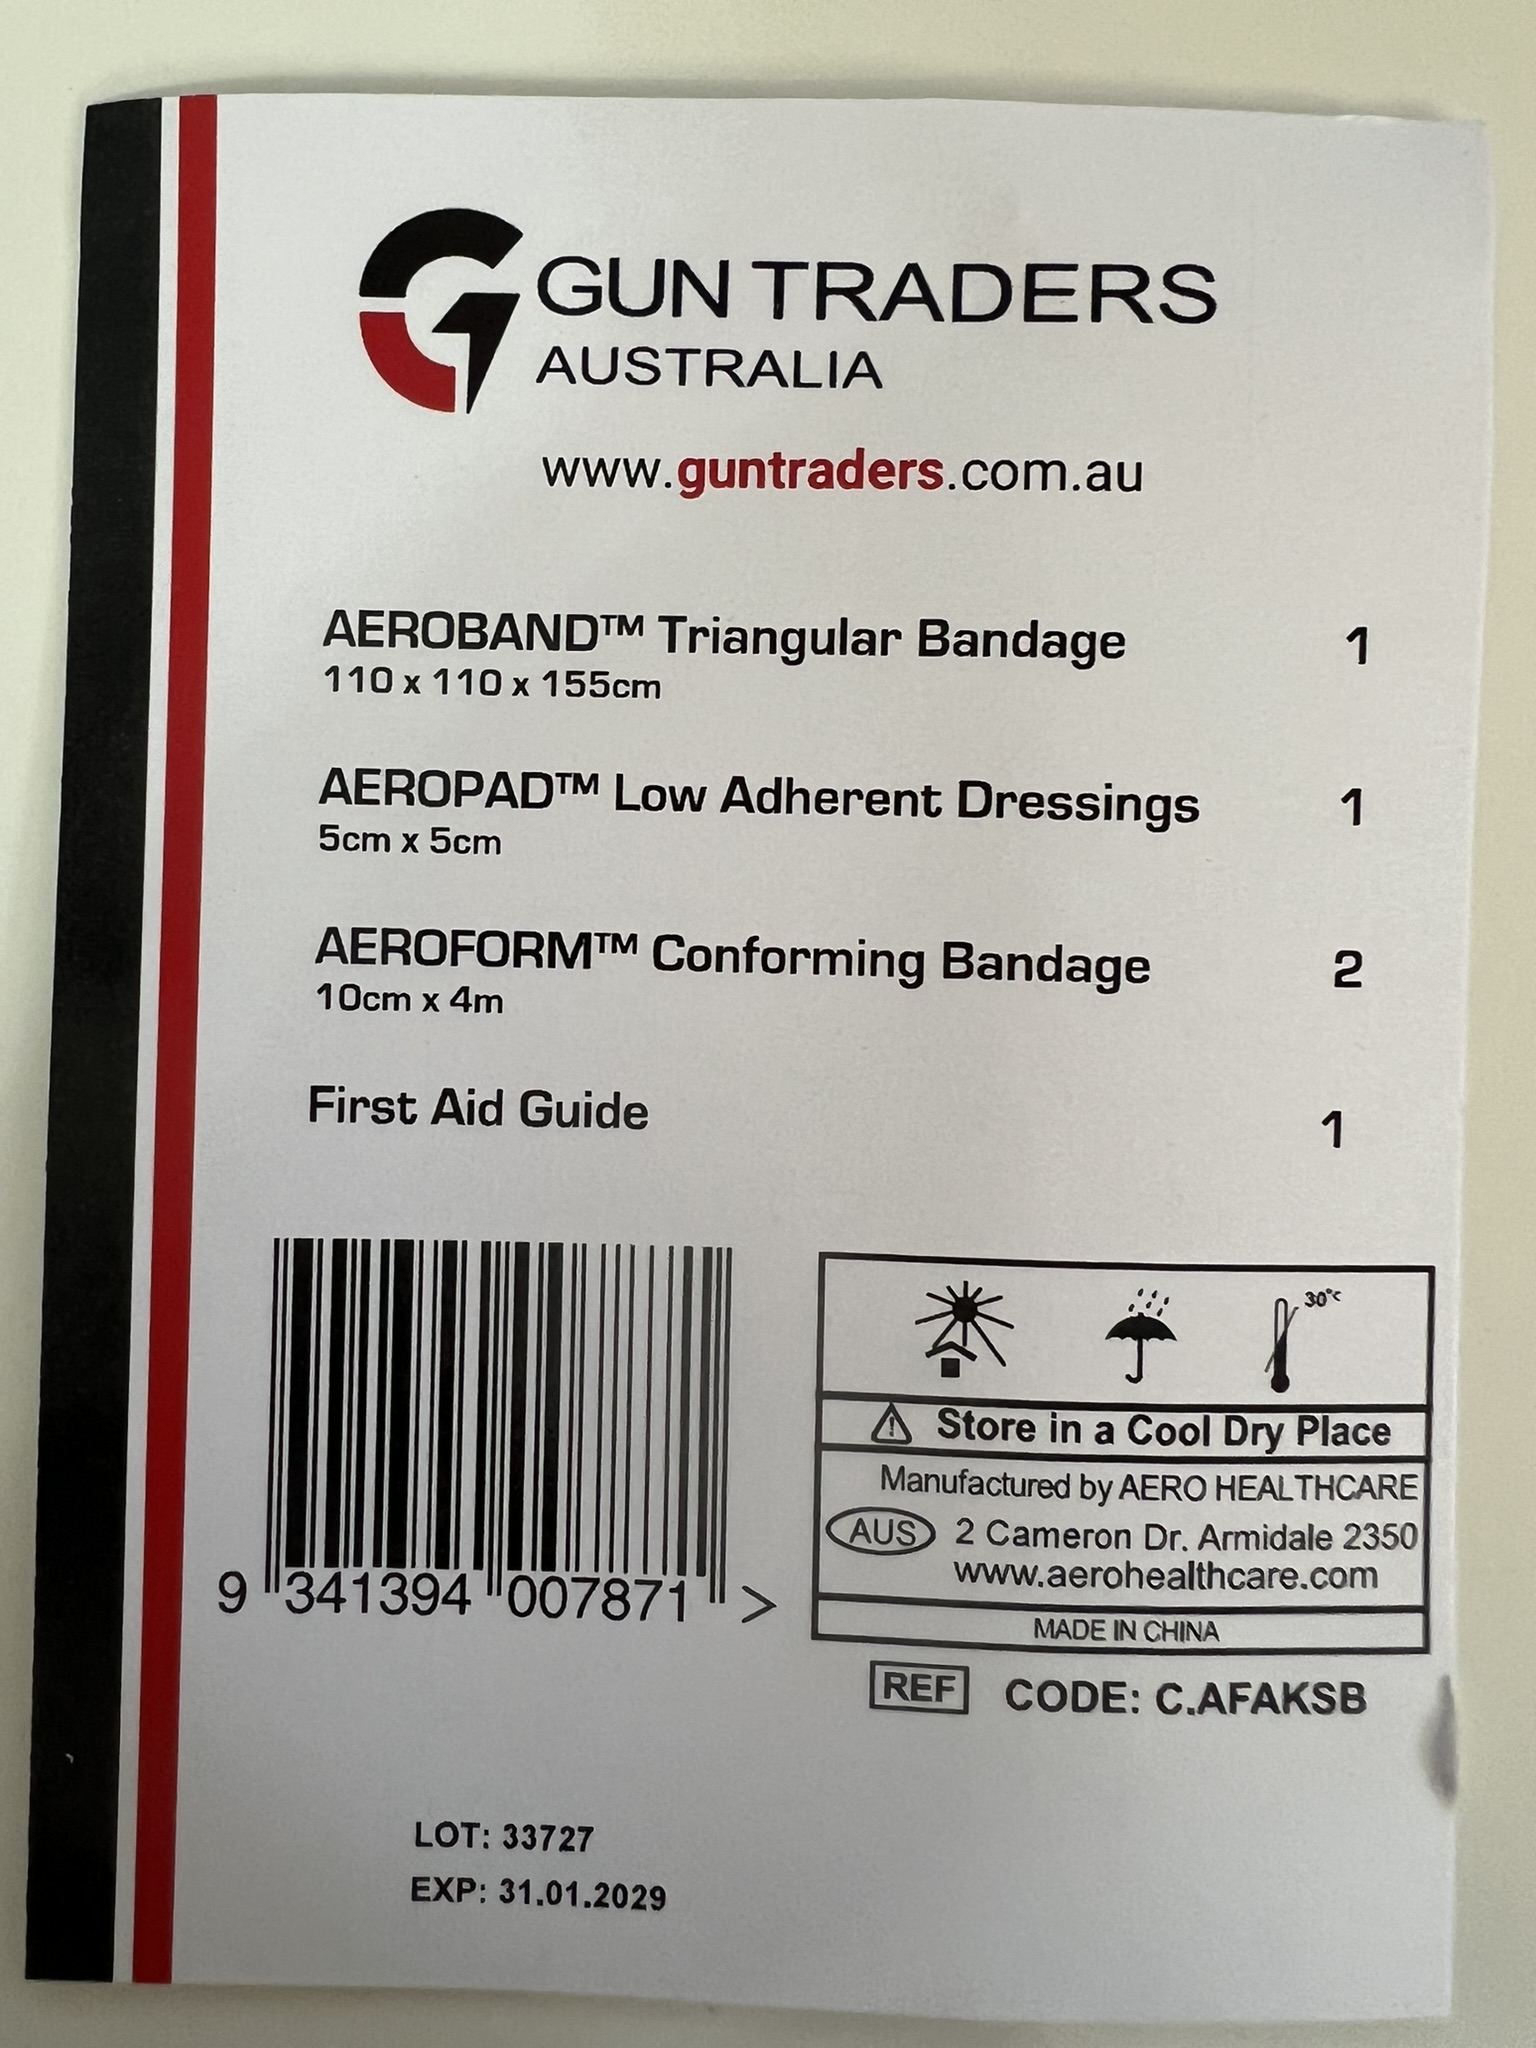 GUN TRADERS
AUSTRALIA
www.guntraders.com.au
AEROBAND™ Triangular Bandage 1
110 x 110 x 155cm
AEROPAD™ Low Adherent Dressings 1
5cm x 5cm
AEROFORM™ Conforming Bandage 2
10cm x 4m
First Aid Guide 1
9 341394 007871 >
30°c
Store in a Cool Dry Place
Manufactured by AERO HEALTHCARE
AUS 2 Cameron Dr. Armidale 2350
www.aerohealthcare.com
MADE IN CHINA
REF CODE: C.AFAKSB
LOT: 33727
EXP: 31.01.2029